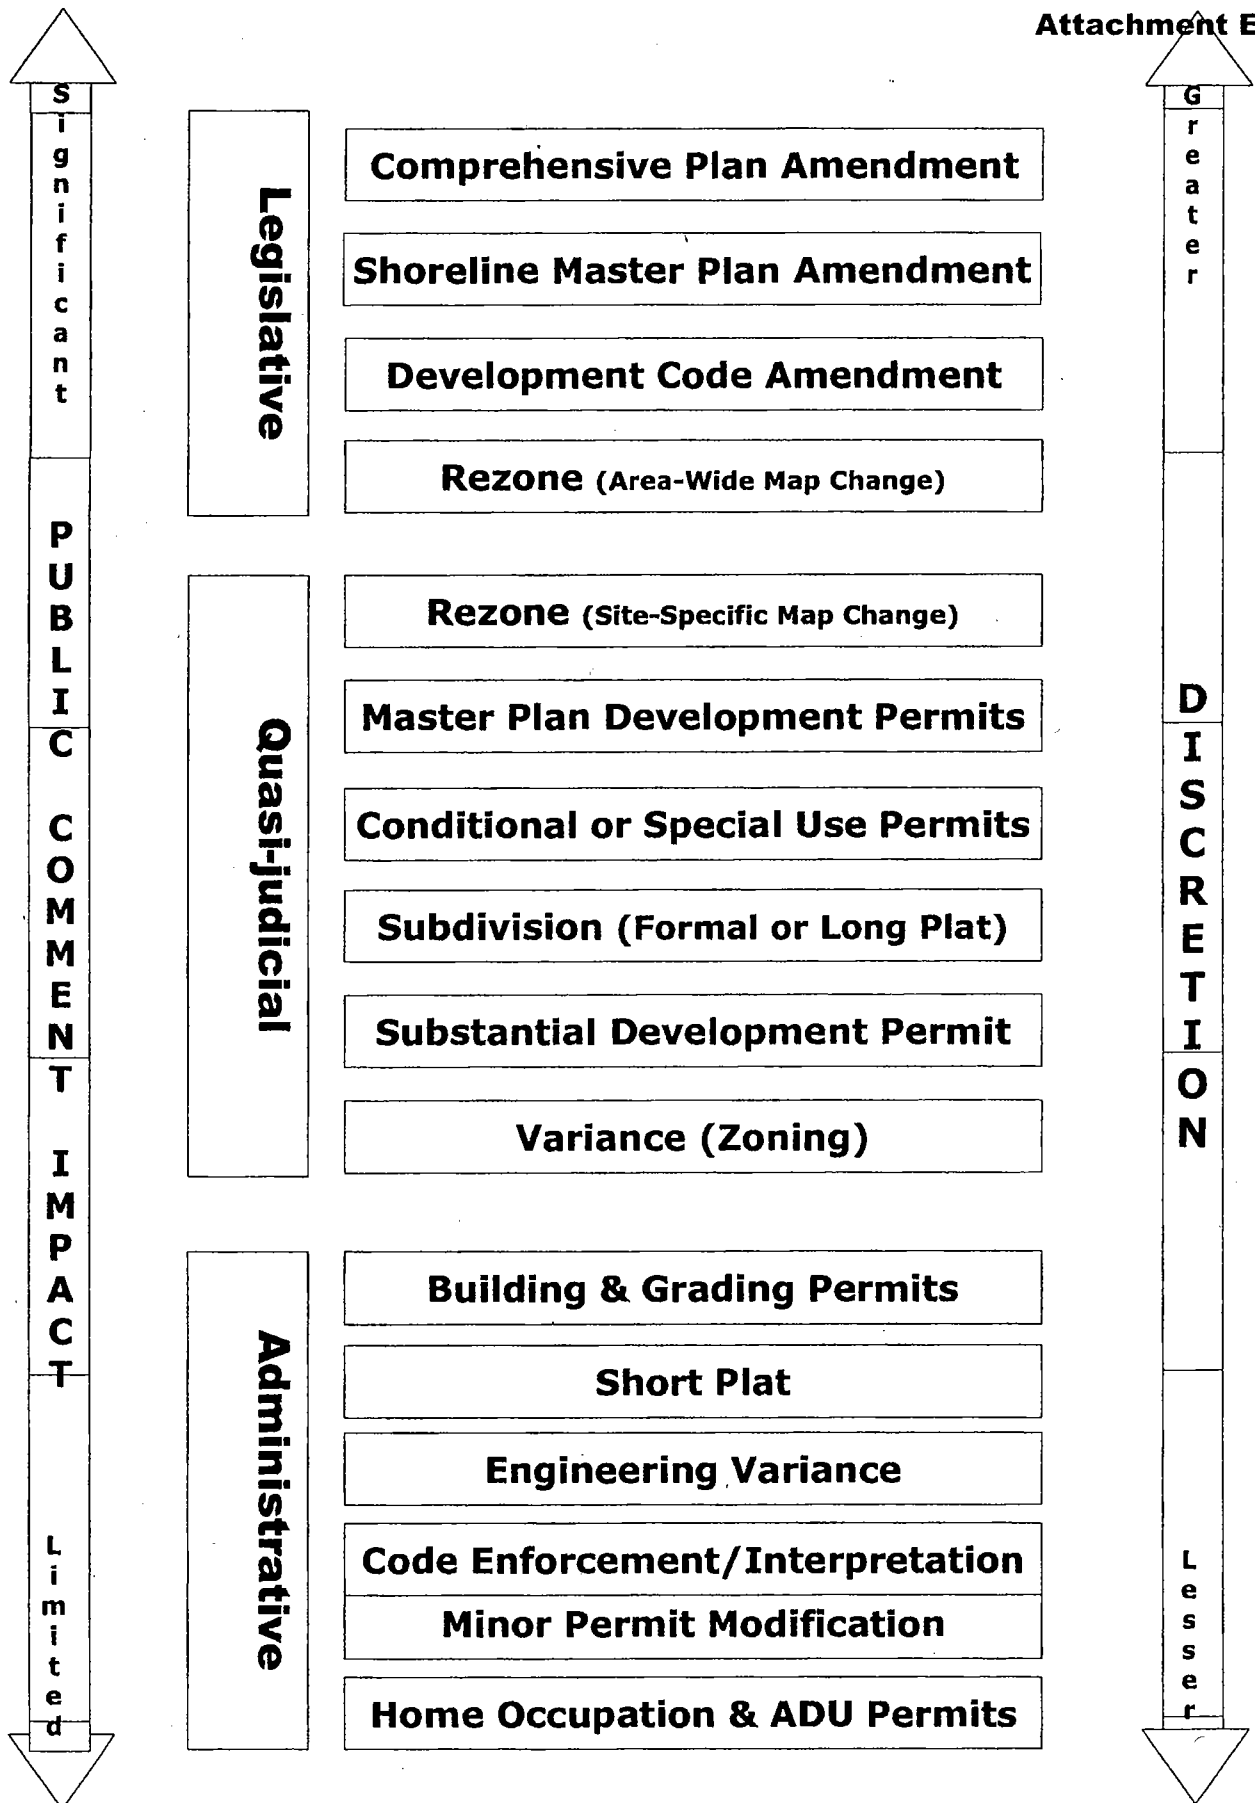 Attachment E
Significant
PUBLIC COMMENT IMPACT
Limited
Legislative
Comprehensive Plan Amendment
Shoreline Master Plan Amendment
Development Code Amendment
Rezone (Area-Wide Map Change)
Quasi-judicial
Rezone (Site-Specific Map Change)
Master Plan Development Permits
Conditional or Special Use Permits
Subdivision (Formal or Long Plat)
Substantial Development Permit
Variance (Zoning)
Administrative
Building & Grading Permits
Short Plat
Engineering Variance
Code Enforcement/Interpretation
Minor Permit Modification
Home Occupation & ADU Permits
Greater
DISCRETION
Lesser